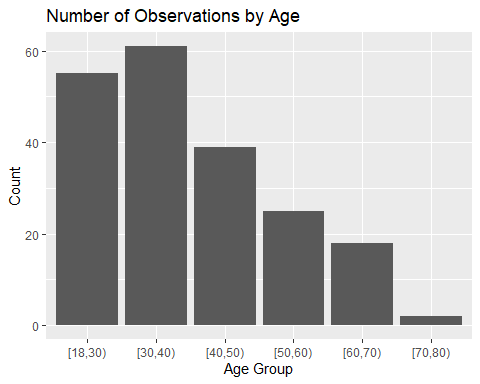 Number of Observations by Age
Count
60
40
20
0
[18,30) [30,40) [40,50) [50,60) [60,70) [70,80)
Age Group